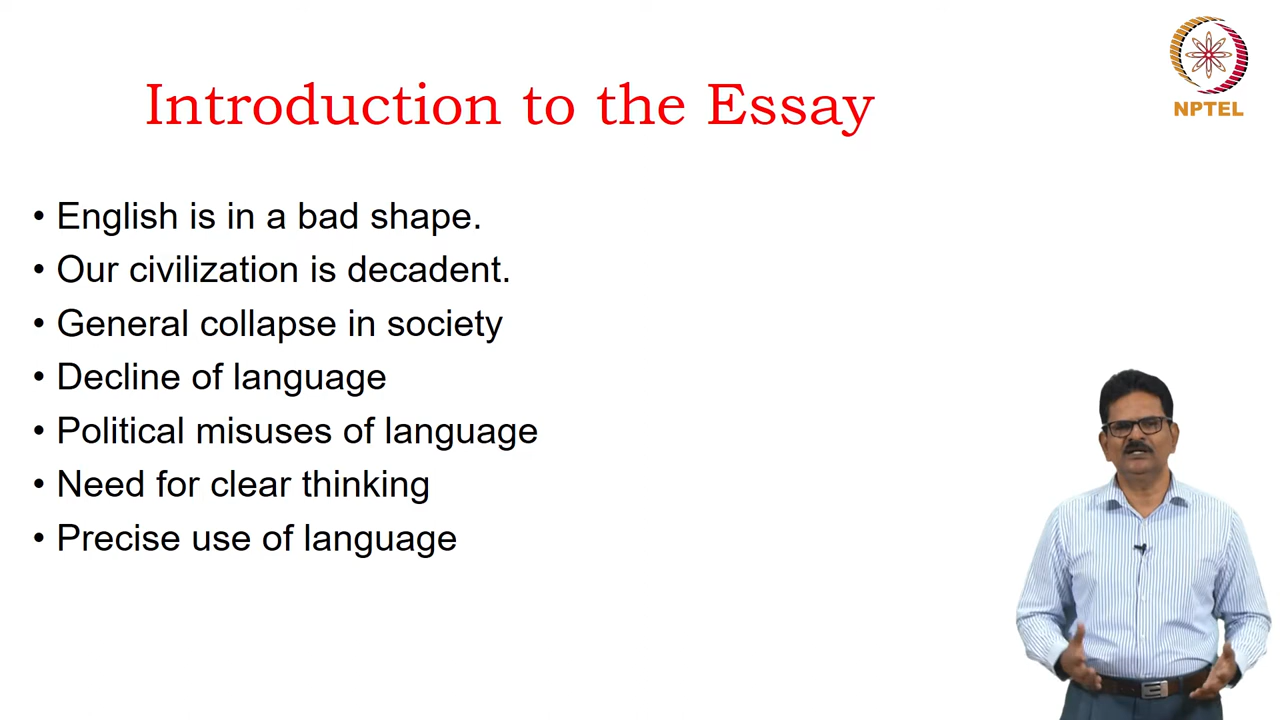 NPTEL
Introduction to the Essay
• English is in a bad shape.
• Our civilization is decadent.
• General collapse in society
• Decline of language
• Political misuses of language
• Need for clear thinking
• Precise use of language